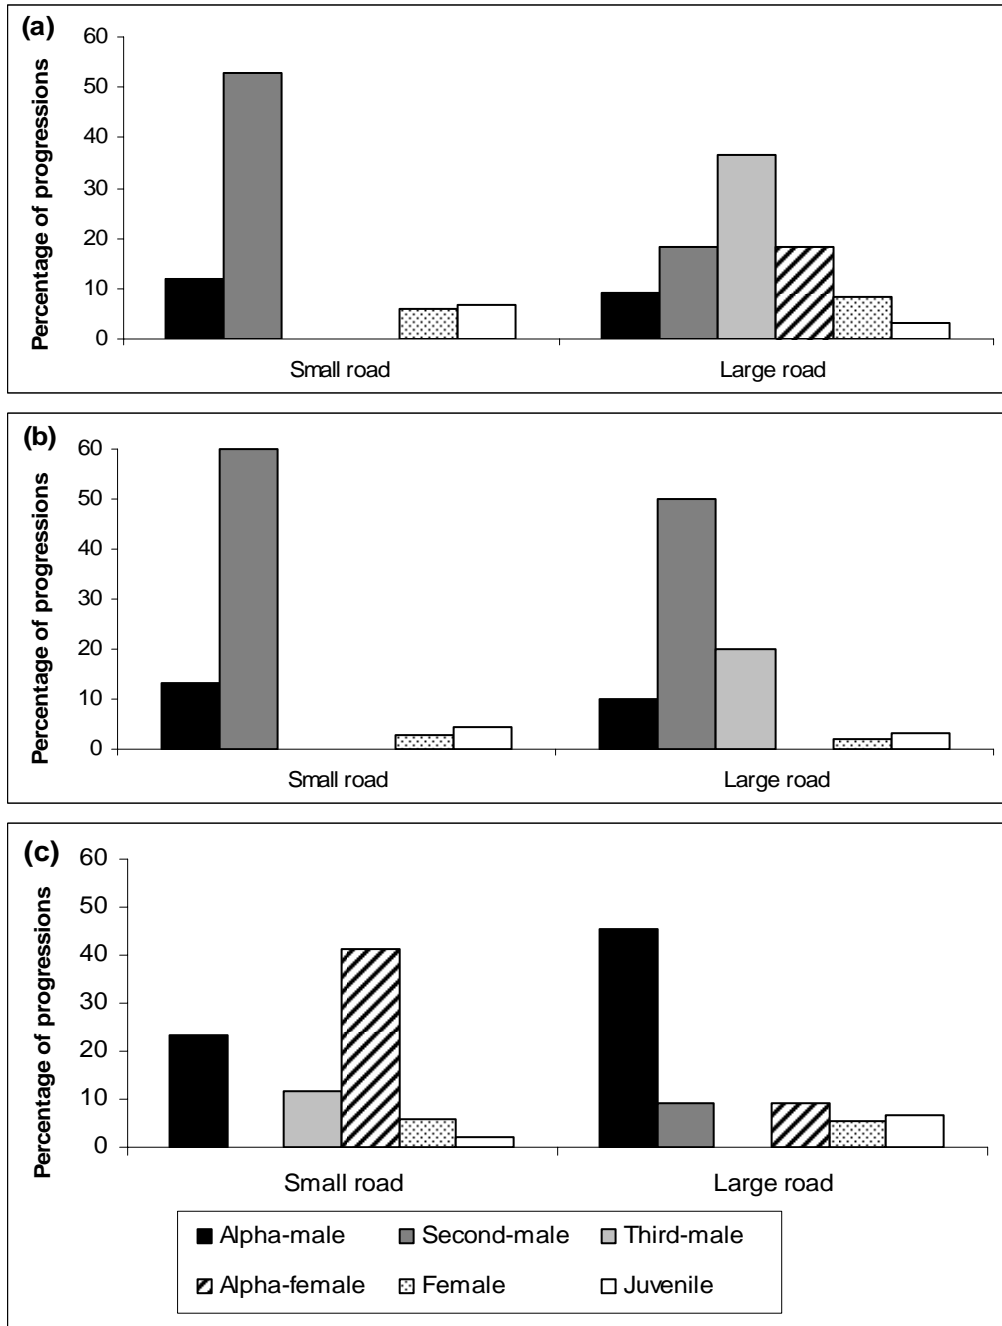 (a)
Percentage of progressions
60
50
40
30
20
10
0
Small road Large road
(b)
Percentage of progressions
60
50
40
30
20
10
0
Small road Large road
(c)
Percentage of progressions
60
50
40
30
20
10
0
Small road Large road
Alpha-male Second-male Third-male
Alpha-female Female Juvenile